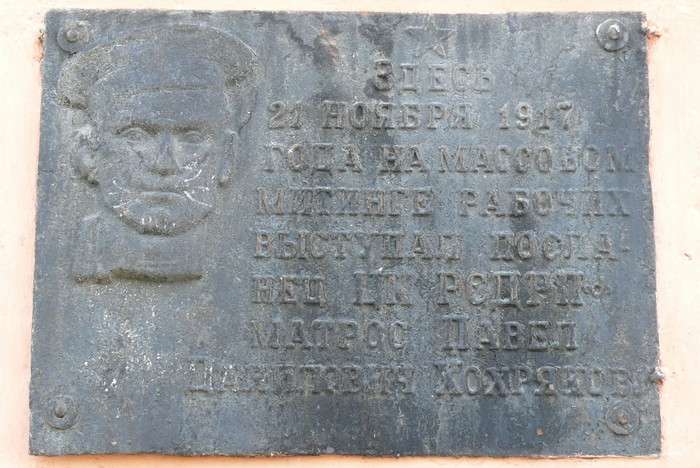 Здесь
21 ноября 1917
года на массовом
митинге рабочих
выступал посла-
нец ЦК РСДРП(б)
матрос Павел
Данилович Хохряков